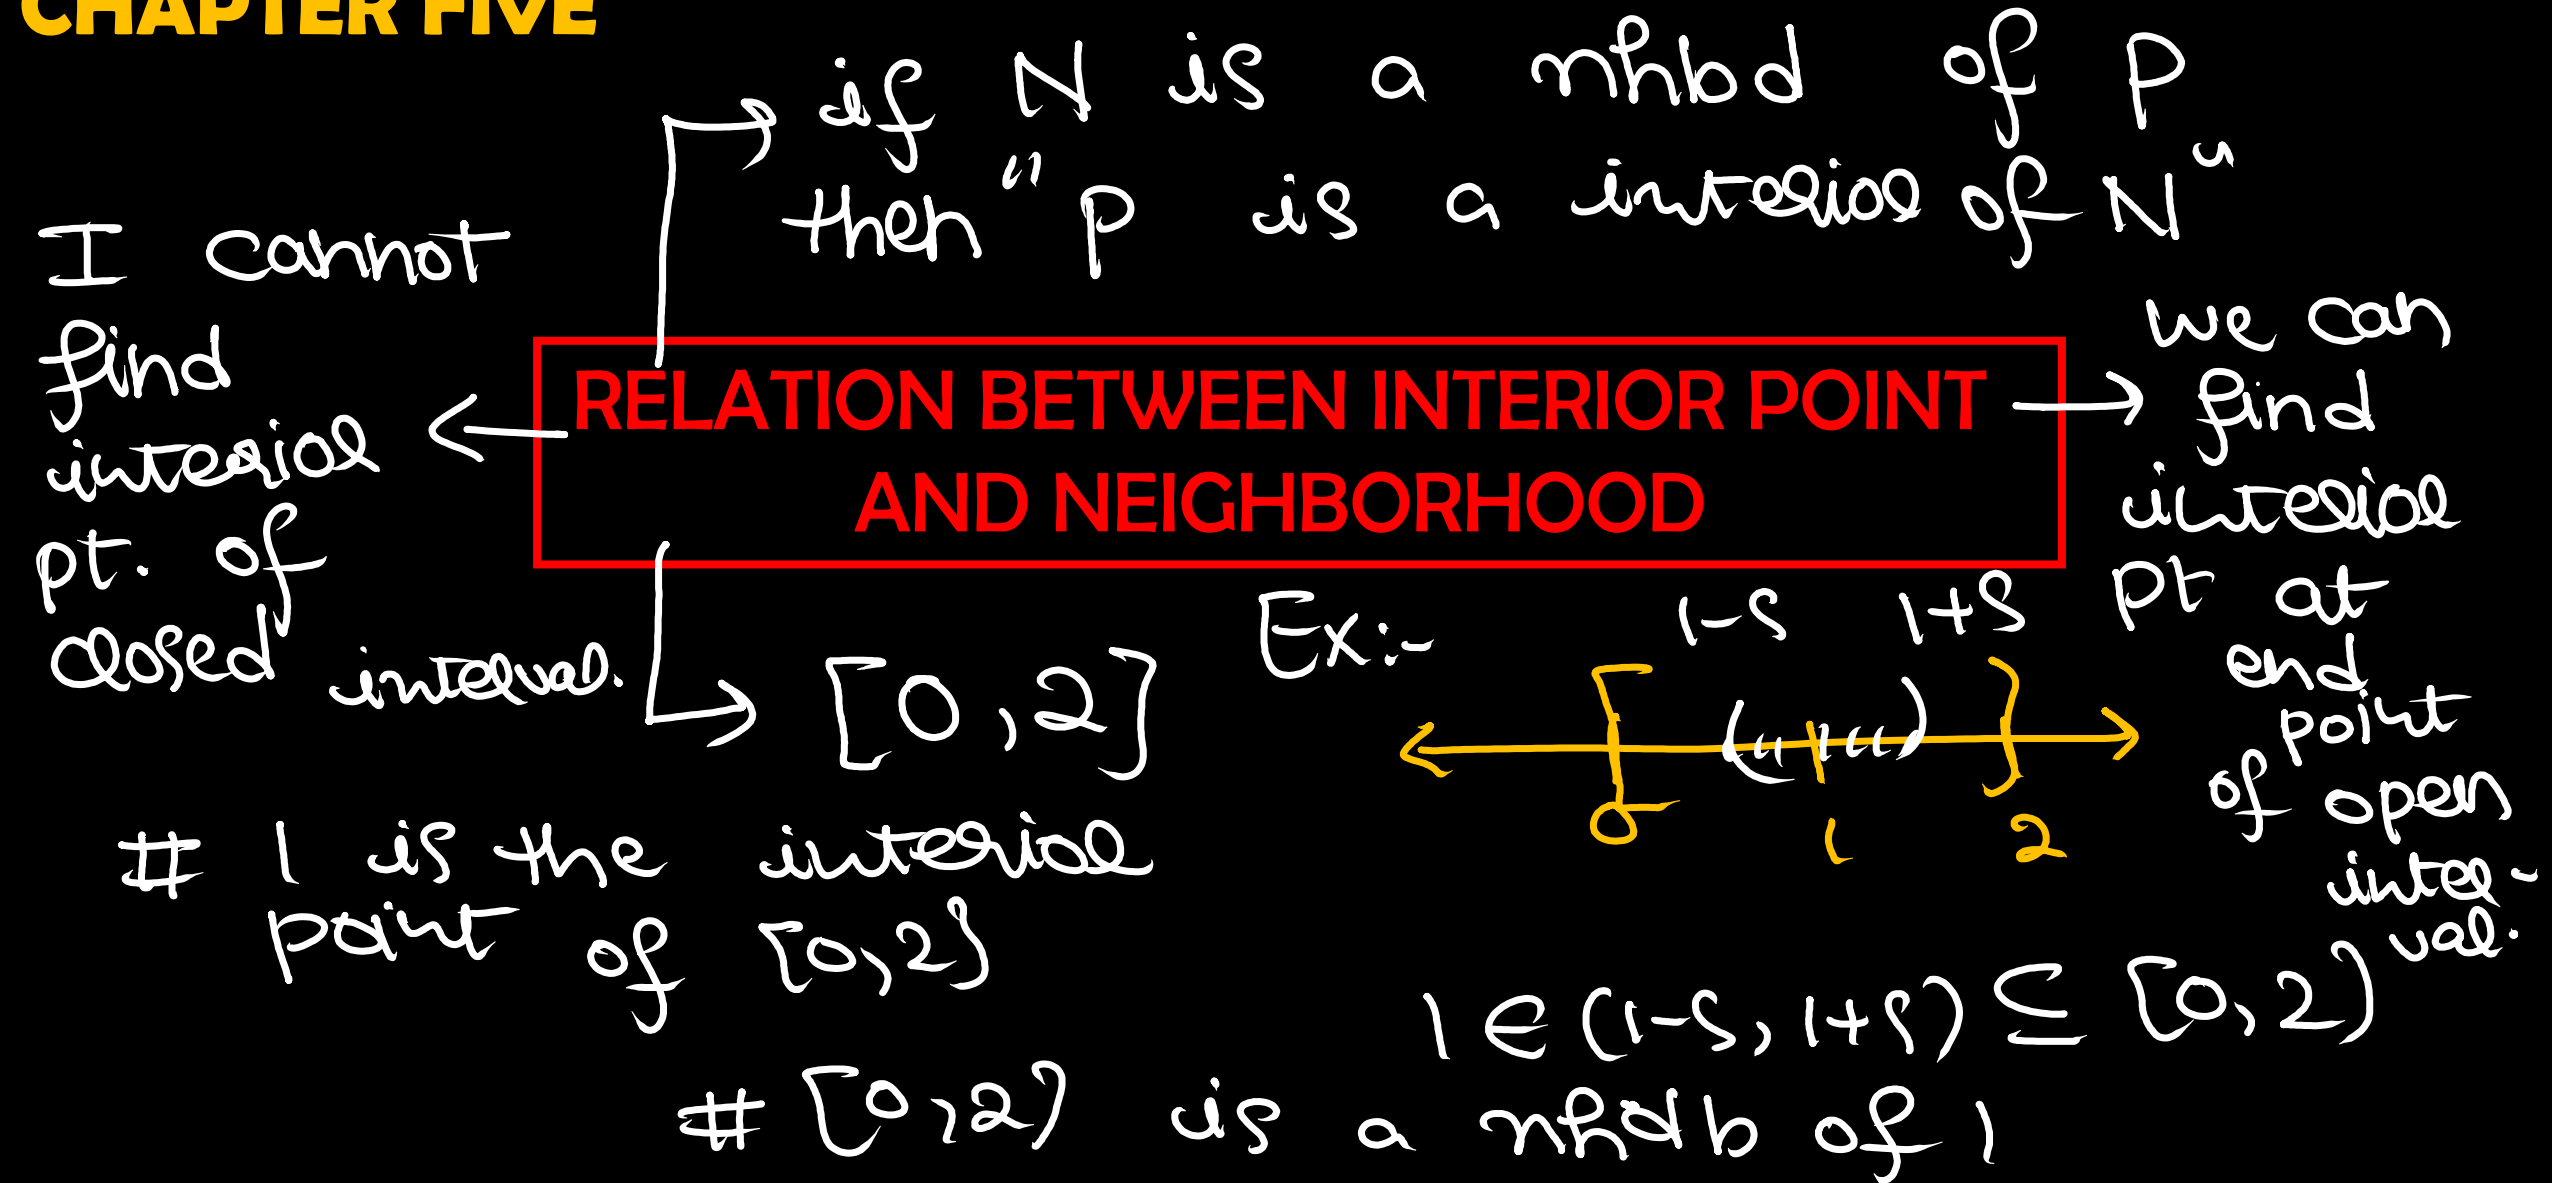 CHAPTER FIVE
if N is a nhbd of P
then "P is a interior of N"
I cannot
find
interior
pt. of
closed interval.
RELATION BETWEEN INTERIOR POINT
AND NEIGHBORHOOD
we can
find
interior
pt at
end
point
of open
inter-
val.
[0,2]
Ex:-
1-δ 1+δ
0 1 2
# 1 is the interior
point of [0,2]
1 ∈ (1-δ, 1+δ) ⊆ [0,2)
# [0,2) is a nhdb of 1